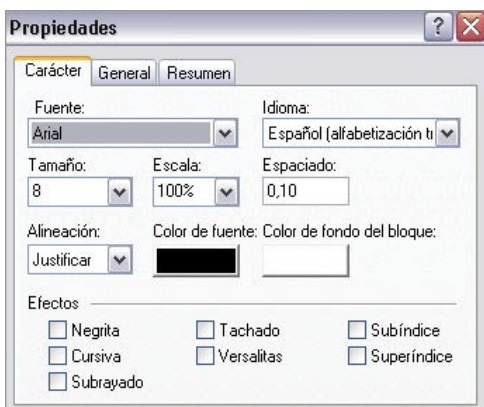 Propiedades
Carácter General Resumen
Fuente: Idioma:
Arial Español (alfabetización
Tamaño: Escala: Espaciado:
8 100% 0,10
Alineación: Color de fuente: Color de fondo del bloque:
Justificar
Efectos
Negrita Tachado Subíndice
Cursiva Versalitas Superíndice
Subrayado